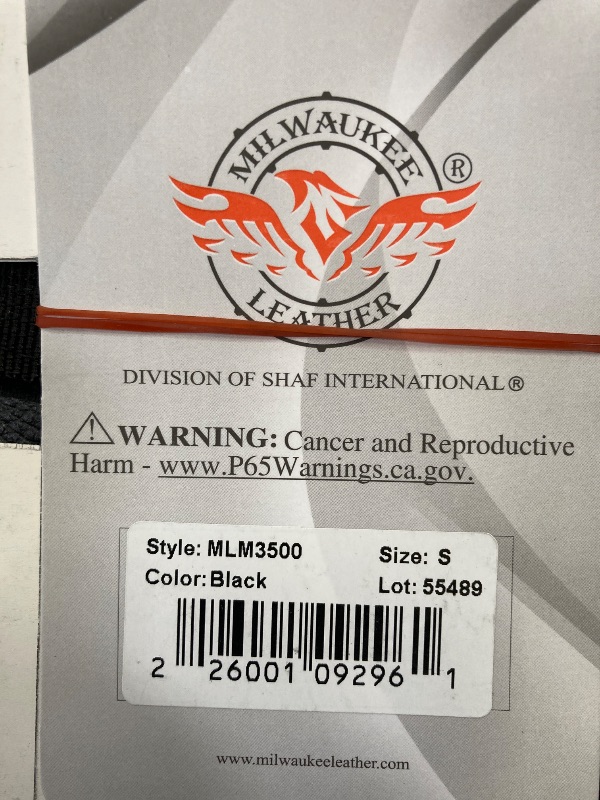 MILWAUKEE
®
LEATHER
DIVISION OF SHAF INTERNATIONAL®
WARNING: Cancer and Reproductive
Harm - www.P65Warnings.ca.gov.
Style: MLM3500 Size: S
Color:Black Lot: 55489
2 26001 09296 1
www.milwaukeeleather.com